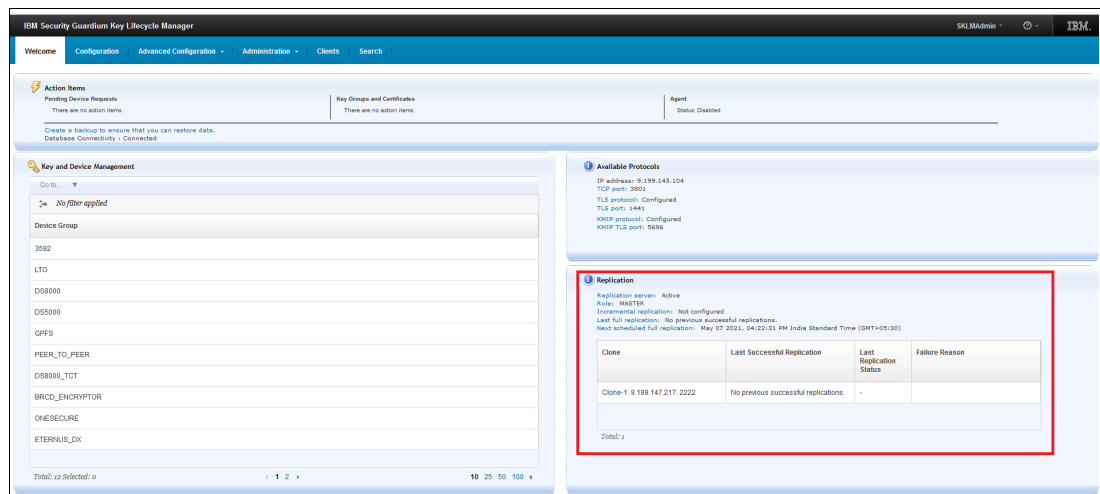 IBM Security Guardium Key Lifecycle Manager SKLMAdmin IBM.
Welcome Configuration Advanced Configuration Administration Clients Search
Action Items
Pending Device Requests Key Groups and Certificates Agent
There are no action items. There are no action items. Status: Disabled
Create a backup to ensure that you can restore data.
Database Connectivity : Connected
Key and Device Management
Go to...
No filter applied
Device Group
3592
LTO
DS8000
DS5000
GPFS
PEER_TO_PEER
DS8000_TCT
BRCD_ENCRYPTOR
ONESECURE
ETERNUS_DX
Total: 12 Selected: 0 1 2 10 25 50 100
Available Protocols
IP address: 9.199.145.104
TCP port: 3801
TLS protocol: Configured
TLS port: 1441
KMIP protocol: Configured
KMIP TLS port: 5696
Replication
Replication server: Active
Role: MASTER
Incremental replication: Not configured
Last full replication: No previous successful replications.
Next scheduled full replication: May 07 2021, 04:22:31 PM India Standard Time (GMT+05:30)
Clone Last Successful Replication Last Replication Status Failure Reason
Clone-1: 9.199.147.217: 2222 No previous successful replications. -
Total: 1